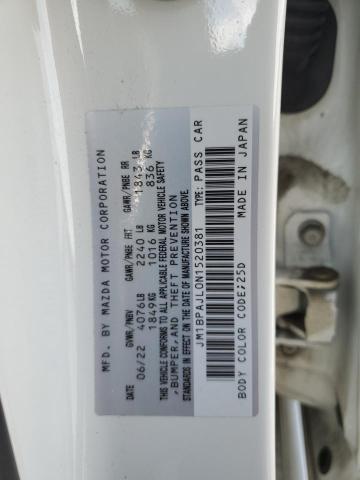 MFD. BY MAZDA MOTOR CORPORATION
DATE GVWR/PNBV GAWR/PNBE FRT GAWR/PNBE RR
06/22 4076LB 2240 LB 1843 LB
1849KG 1016 KG 836 KG
THIS VEHICLE CONFORMS TO ALL APPLICABLE FEDERAL MOTOR VEHICLE SAFETY
,BUMPER,AND THEFT PREVENTION
STANDARDS IN EFFECT ON THE DATE OF MANUFACTURE SHOWN ABOVE.
JM1BPAJL0N1520381 TYPE: PASS CAR
BODY COLOR CODE;25D MADE IN JAPAN